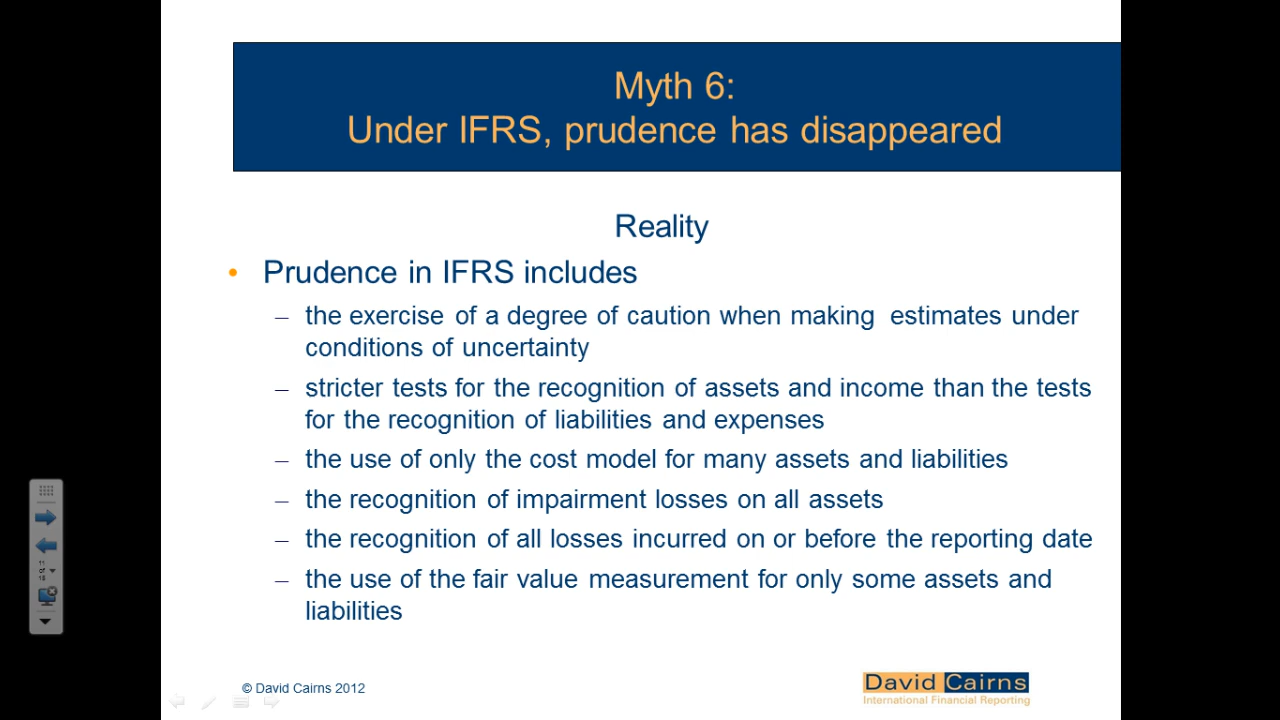 Myth 6:
Under IFRS, prudence has disappeared
Reality
• Prudence in IFRS includes
– the exercise of a degree of caution when making estimates under
conditions of uncertainty
– stricter tests for the recognition of assets and income than the tests
for the recognition of liabilities and expenses
– the use of only the cost model for many assets and liabilities
– the recognition of impairment losses on all assets
– the recognition of all losses incurred on or before the reporting date
– the use of the fair value measurement for only some assets and
liabilities
11
of
18
© David Cairns 2012
David Cairns
International Financial Reporting